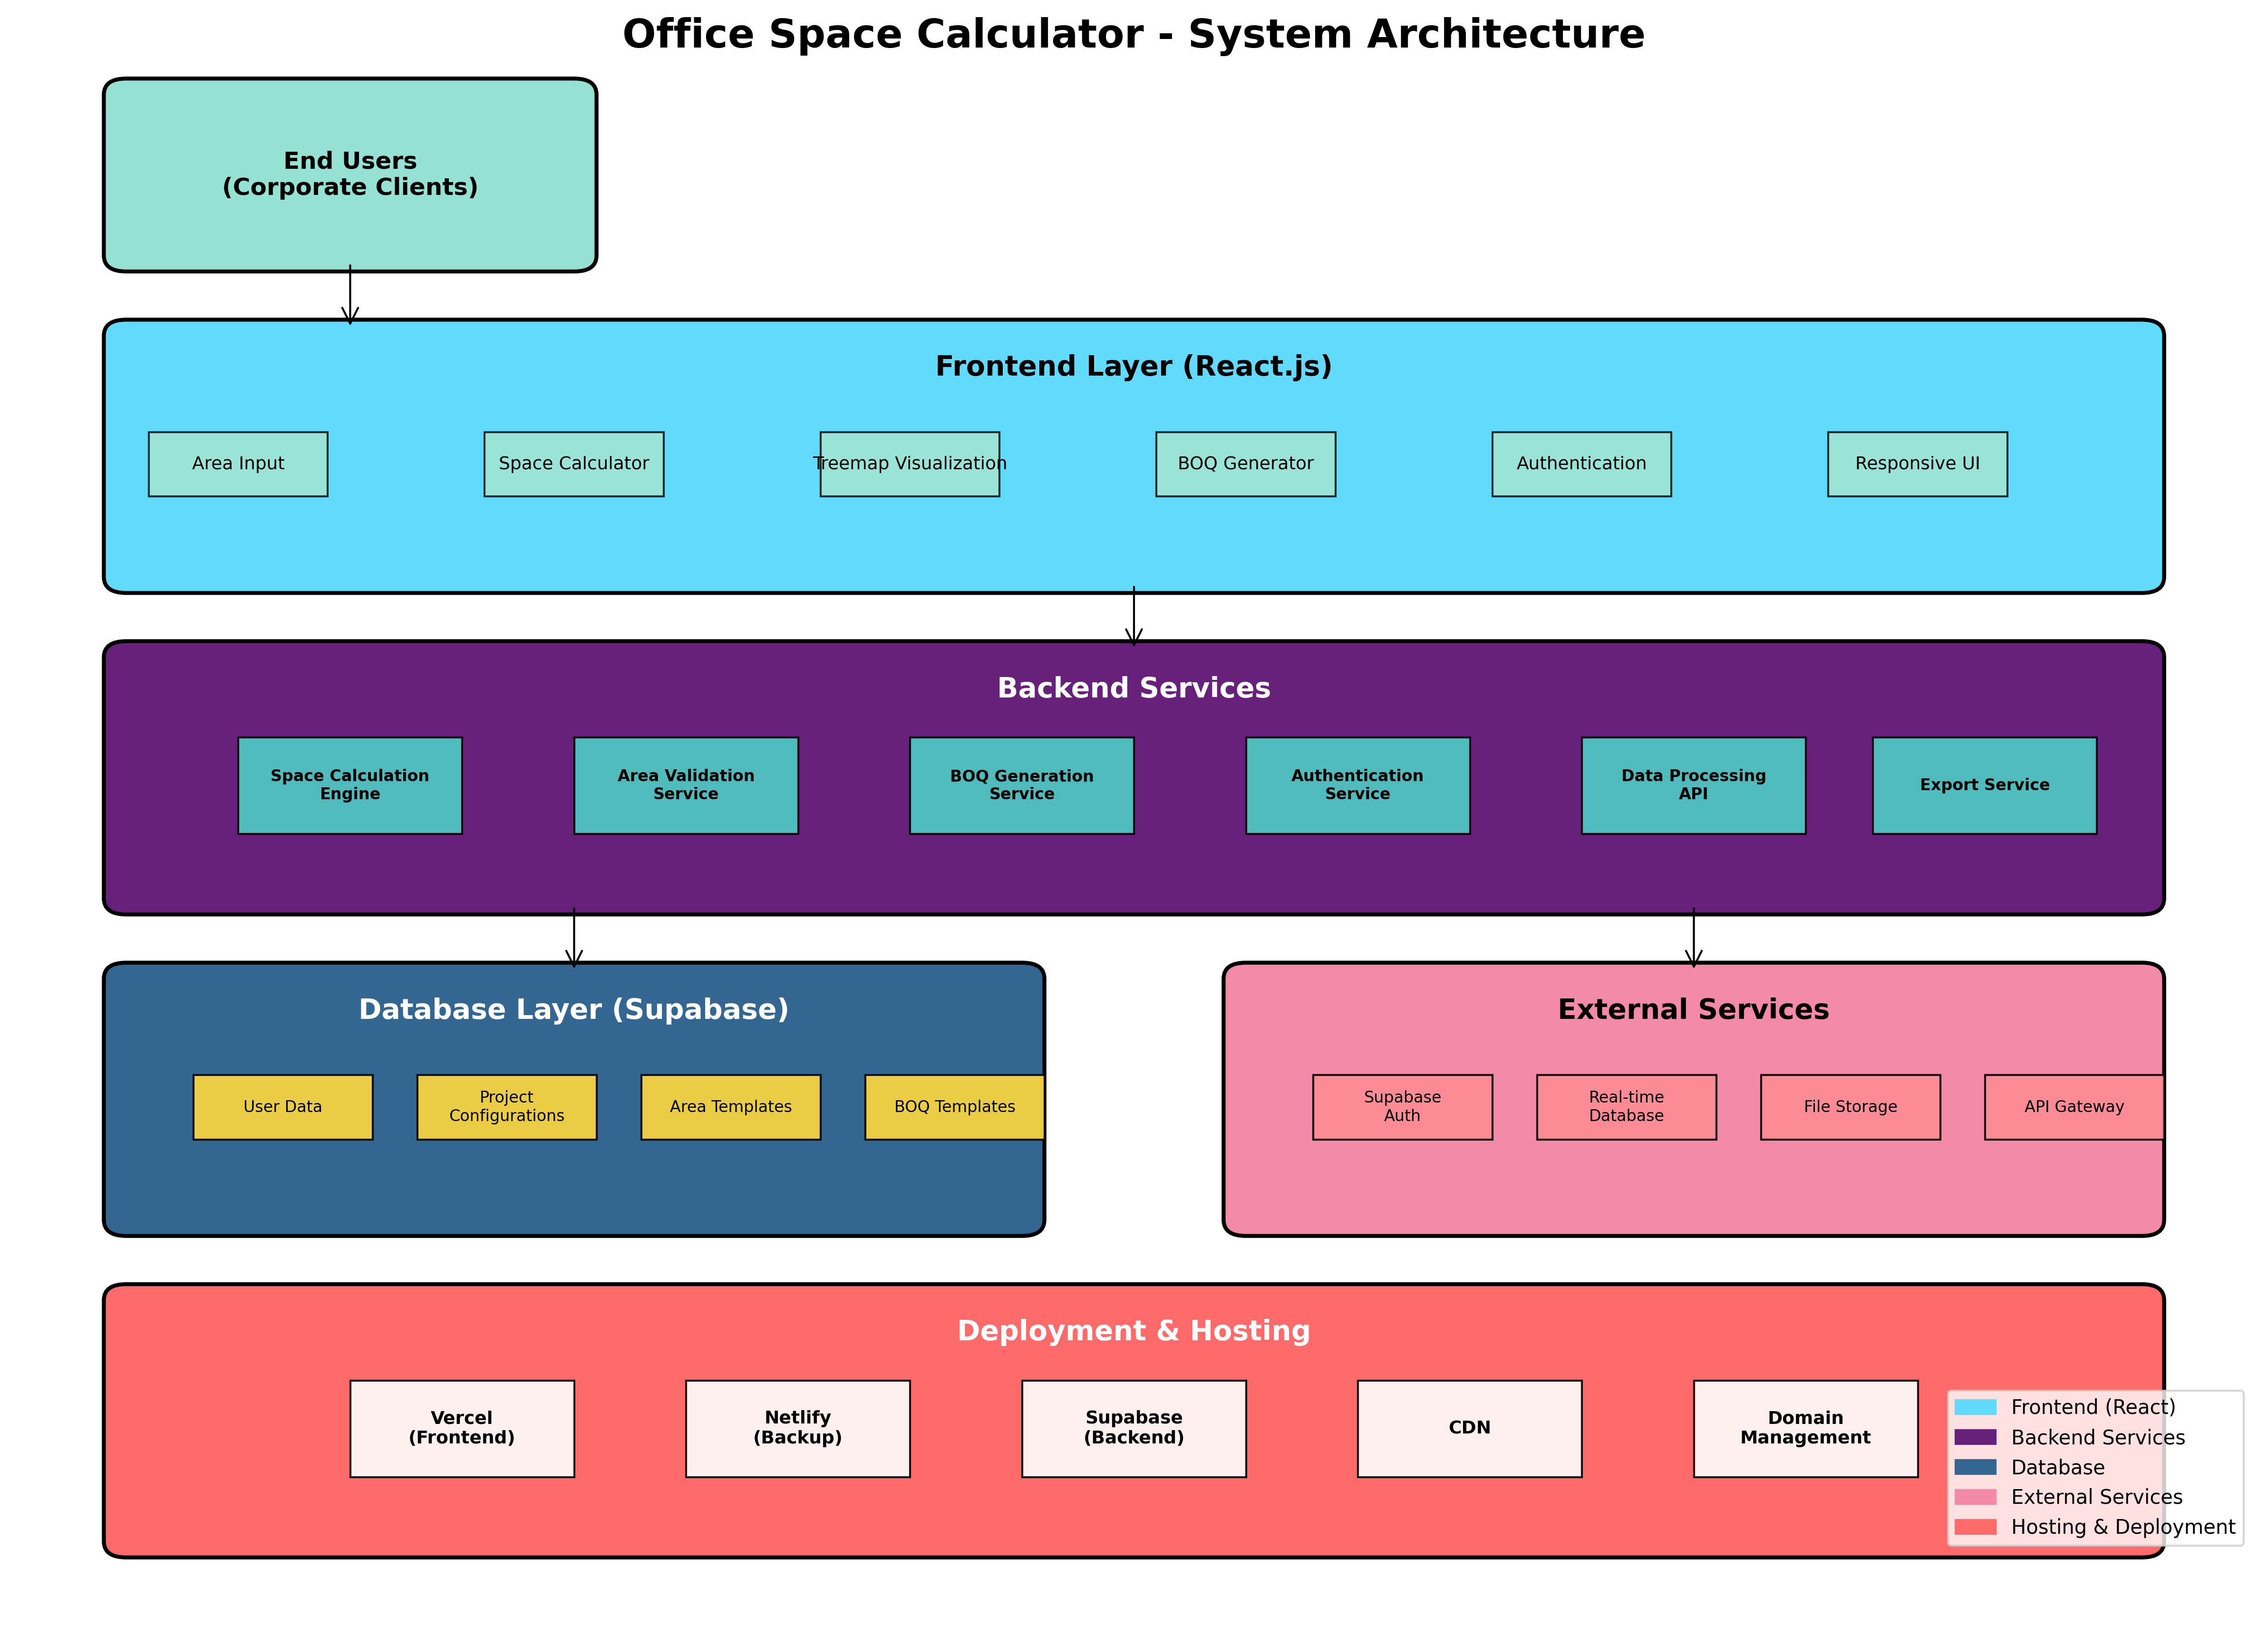 Office Space Calculator - System Architecture
End Users
(Corporate Clients)
Frontend Layer (React.js)
Area Input
Space Calculator
Treemap Visualization
BOQ Generator
Authentication
Responsive UI
Backend Services
Space Calculation
Engine
Area Validation
Service
BOQ Generation
Service
Authentication
Service
Data Processing
API
Export Service
Database Layer (Supabase)
User Data
Project
Configurations
Area Templates
BOQ Templates
External Services
Supabase
Auth
Real-time
Database
File Storage
API Gateway
Deployment & Hosting
Vercel
(Frontend)
Netlify
(Backup)
Supabase
(Backend)
CDN
Domain
Management
Frontend (React)
Backend Services
Database
External Services
Hosting & Deployment